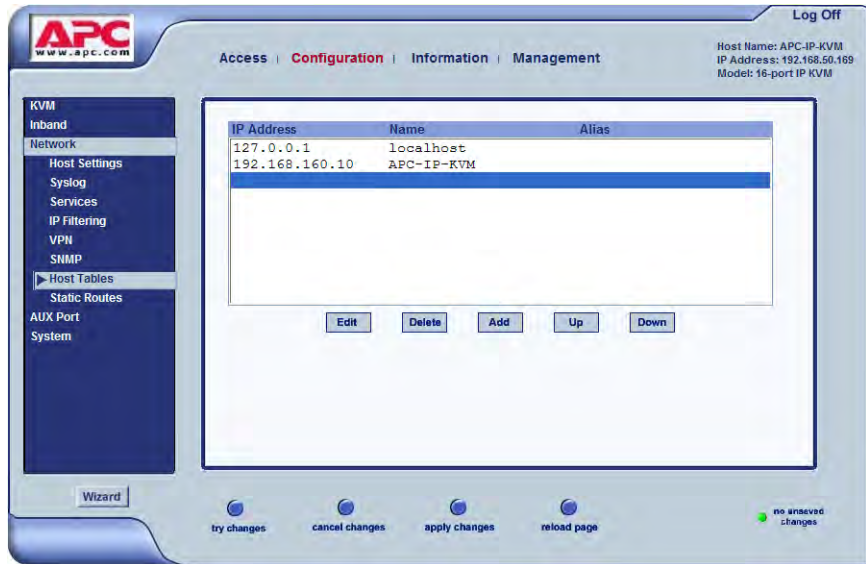 APC
www.apc.com
Log Off
Access | Configuration | Information | Management
Host Name: APC-IP-KVM
IP Address: 192.168.50.169
Model: 16-port IP KVM
KVM
Inband
Network
Host Settings
Syslog
Services
IP Filtering
VPN
SNMP
Host Tables
Static Routes
AUX Port
System
IP Address Name Alias
127.0.0.1 localhost
192.168.160.10 APC-IP-KVM
Edit Delete Add Up Down
Wizard
try changes cancel changes apply changes reload page
no unsaved
changes